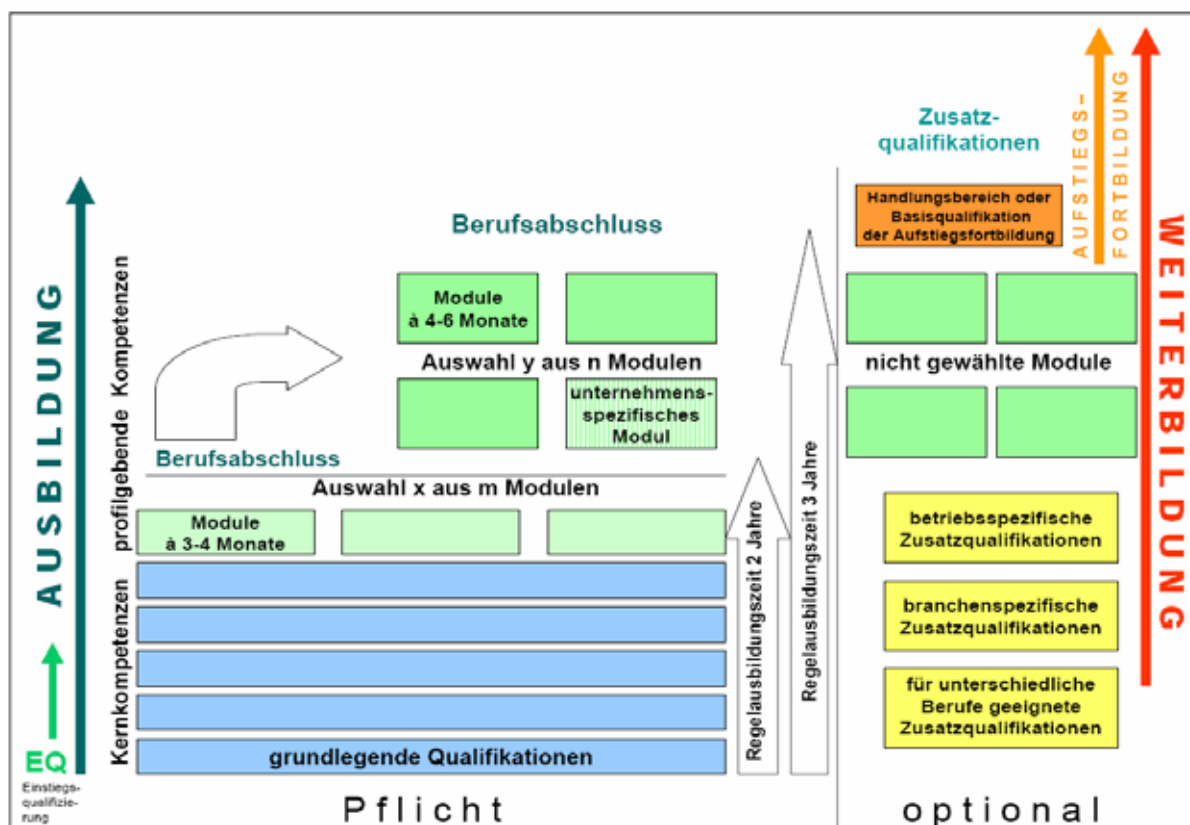 AUSBILDUNG
EQ
Einstiegs-
qualifizie-
rung
Kernkompetenzen
profilgebende Kompetenzen
Berufsabschluss
Module
à 4-6 Monate
Auswahl y aus n Modulen
unternehmens-
spezifisches
Modul
Berufsabschluss
Auswahl x aus m Modulen
Module
à 3-4 Monate
grundlegende Qualifikationen
Pflicht
Regelausbildungszeit 2 Jahre
Regelausbildungszeit 3 Jahre
Zusatz-
qualifikationen
Handlungsbereich oder
Basisqualifikation
der Aufstiegsfortbildung
nicht gewählte Module
betriebsspezifische
Zusatzqualifikationen
branchenspezifische
Zusatzqualifikationen
für unterschiedliche
Berufe geeignete
Zusatzqualifikationen
optional
AUFSTIEGS-
FORTBILDUNG
WEITERBILDUNG